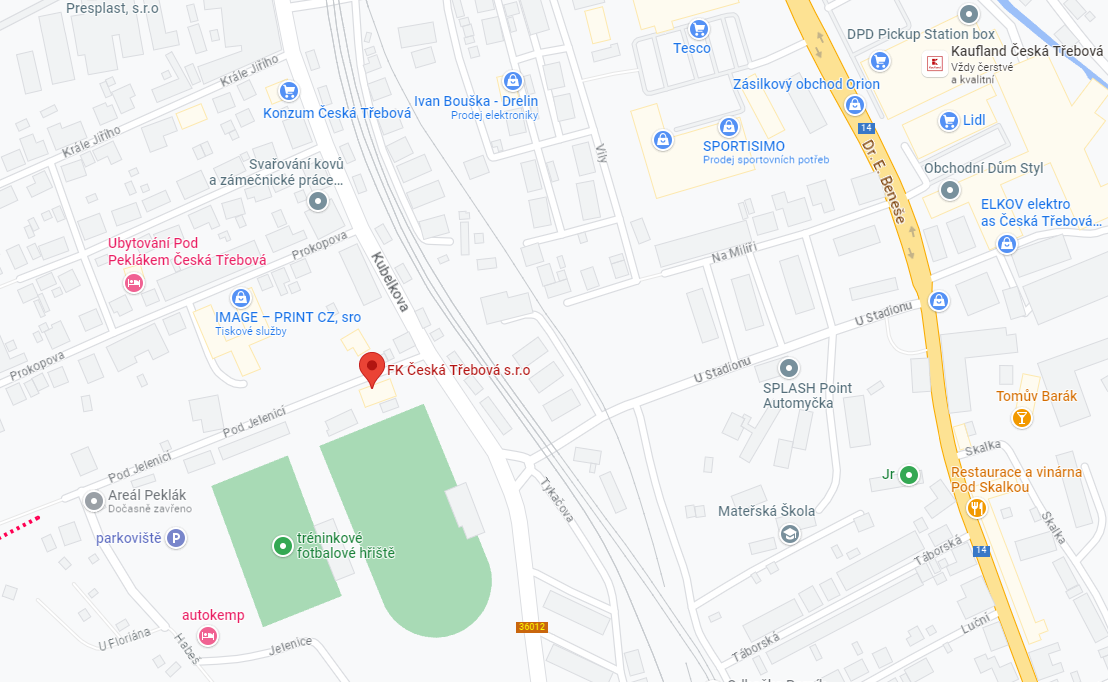 Presplast, s.r.o
DPD Pickup Station box
Tesco
Kaufland Česká Třebová
Vždy čerstvé
a kvalitní
Krále Jiřího
Zásilkový obchod Orion
Konzum Česká Třebová
Ivan Bouška - Drelin
Prodej elektroniky
Lidl
14
Krále Jiřího
SPORTISIMO
Prodej sportovních potřeb
Vily
Dr. E. Beneše
Svařování kovů
a zámečnické práce...
Obchodní Dům Styl
ELKOV elektro
as Česká Třebová...
Ubytování Pod
Peklákem Česká Třebová
Prokopova
Na Milíři
Kubelkova
IMAGE – PRINT CZ, sro
Tiskové služby
U Stadionu
Prokopova
FK Česká Třebová s.r.o
U Stadionu
SPLASH Point
Automyčka
Tomův Barák
Pod Jelenicí
Skalka
Pod Jelenicí
Jr
Restaurace a vinárna
Pod Skalkou
Areál Peklák
Dočasně zavřeno
Tykačova
Mateřská Škola
parkoviště
P
tréninkové
fotbalové hřiště
Skalka
Táborská
14
autokemp
36012
Luční
U Floriána
Habeš
Jelenice
Táborská